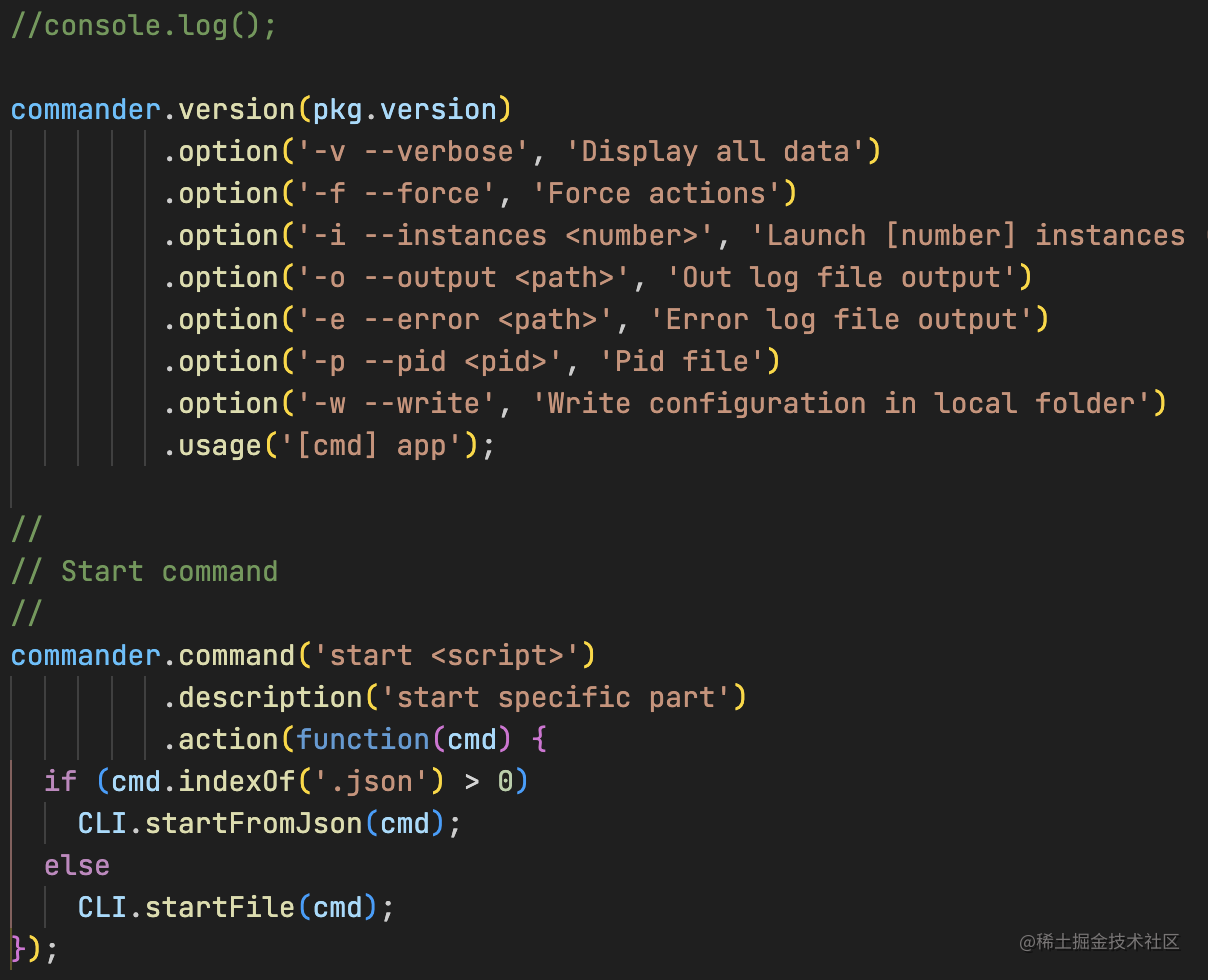 //console.log();
commander.version(pkg.version)
.option('-v --verbose', 'Display all data')
.option('-f --force', 'Force actions')
.option('-i --instances <number>', 'Launch [number] instances
.option('-o --output <path>', 'Out log file output')
.option('-e --error <path>', 'Error log file output')
.option('-p --pid <pid>', 'Pid file')
.option('-w --write', 'Write configuration in local folder')
.usage('[cmd] app');
//
// Start command
//
commander.command('start <script>')
.description('start specific part')
.action(function(cmd) {
if (cmd.indexOf('.json') > 0)
CLI.startFromJson(cmd);
else
CLI.startFile(cmd);
});
@稀土掘金技术社区